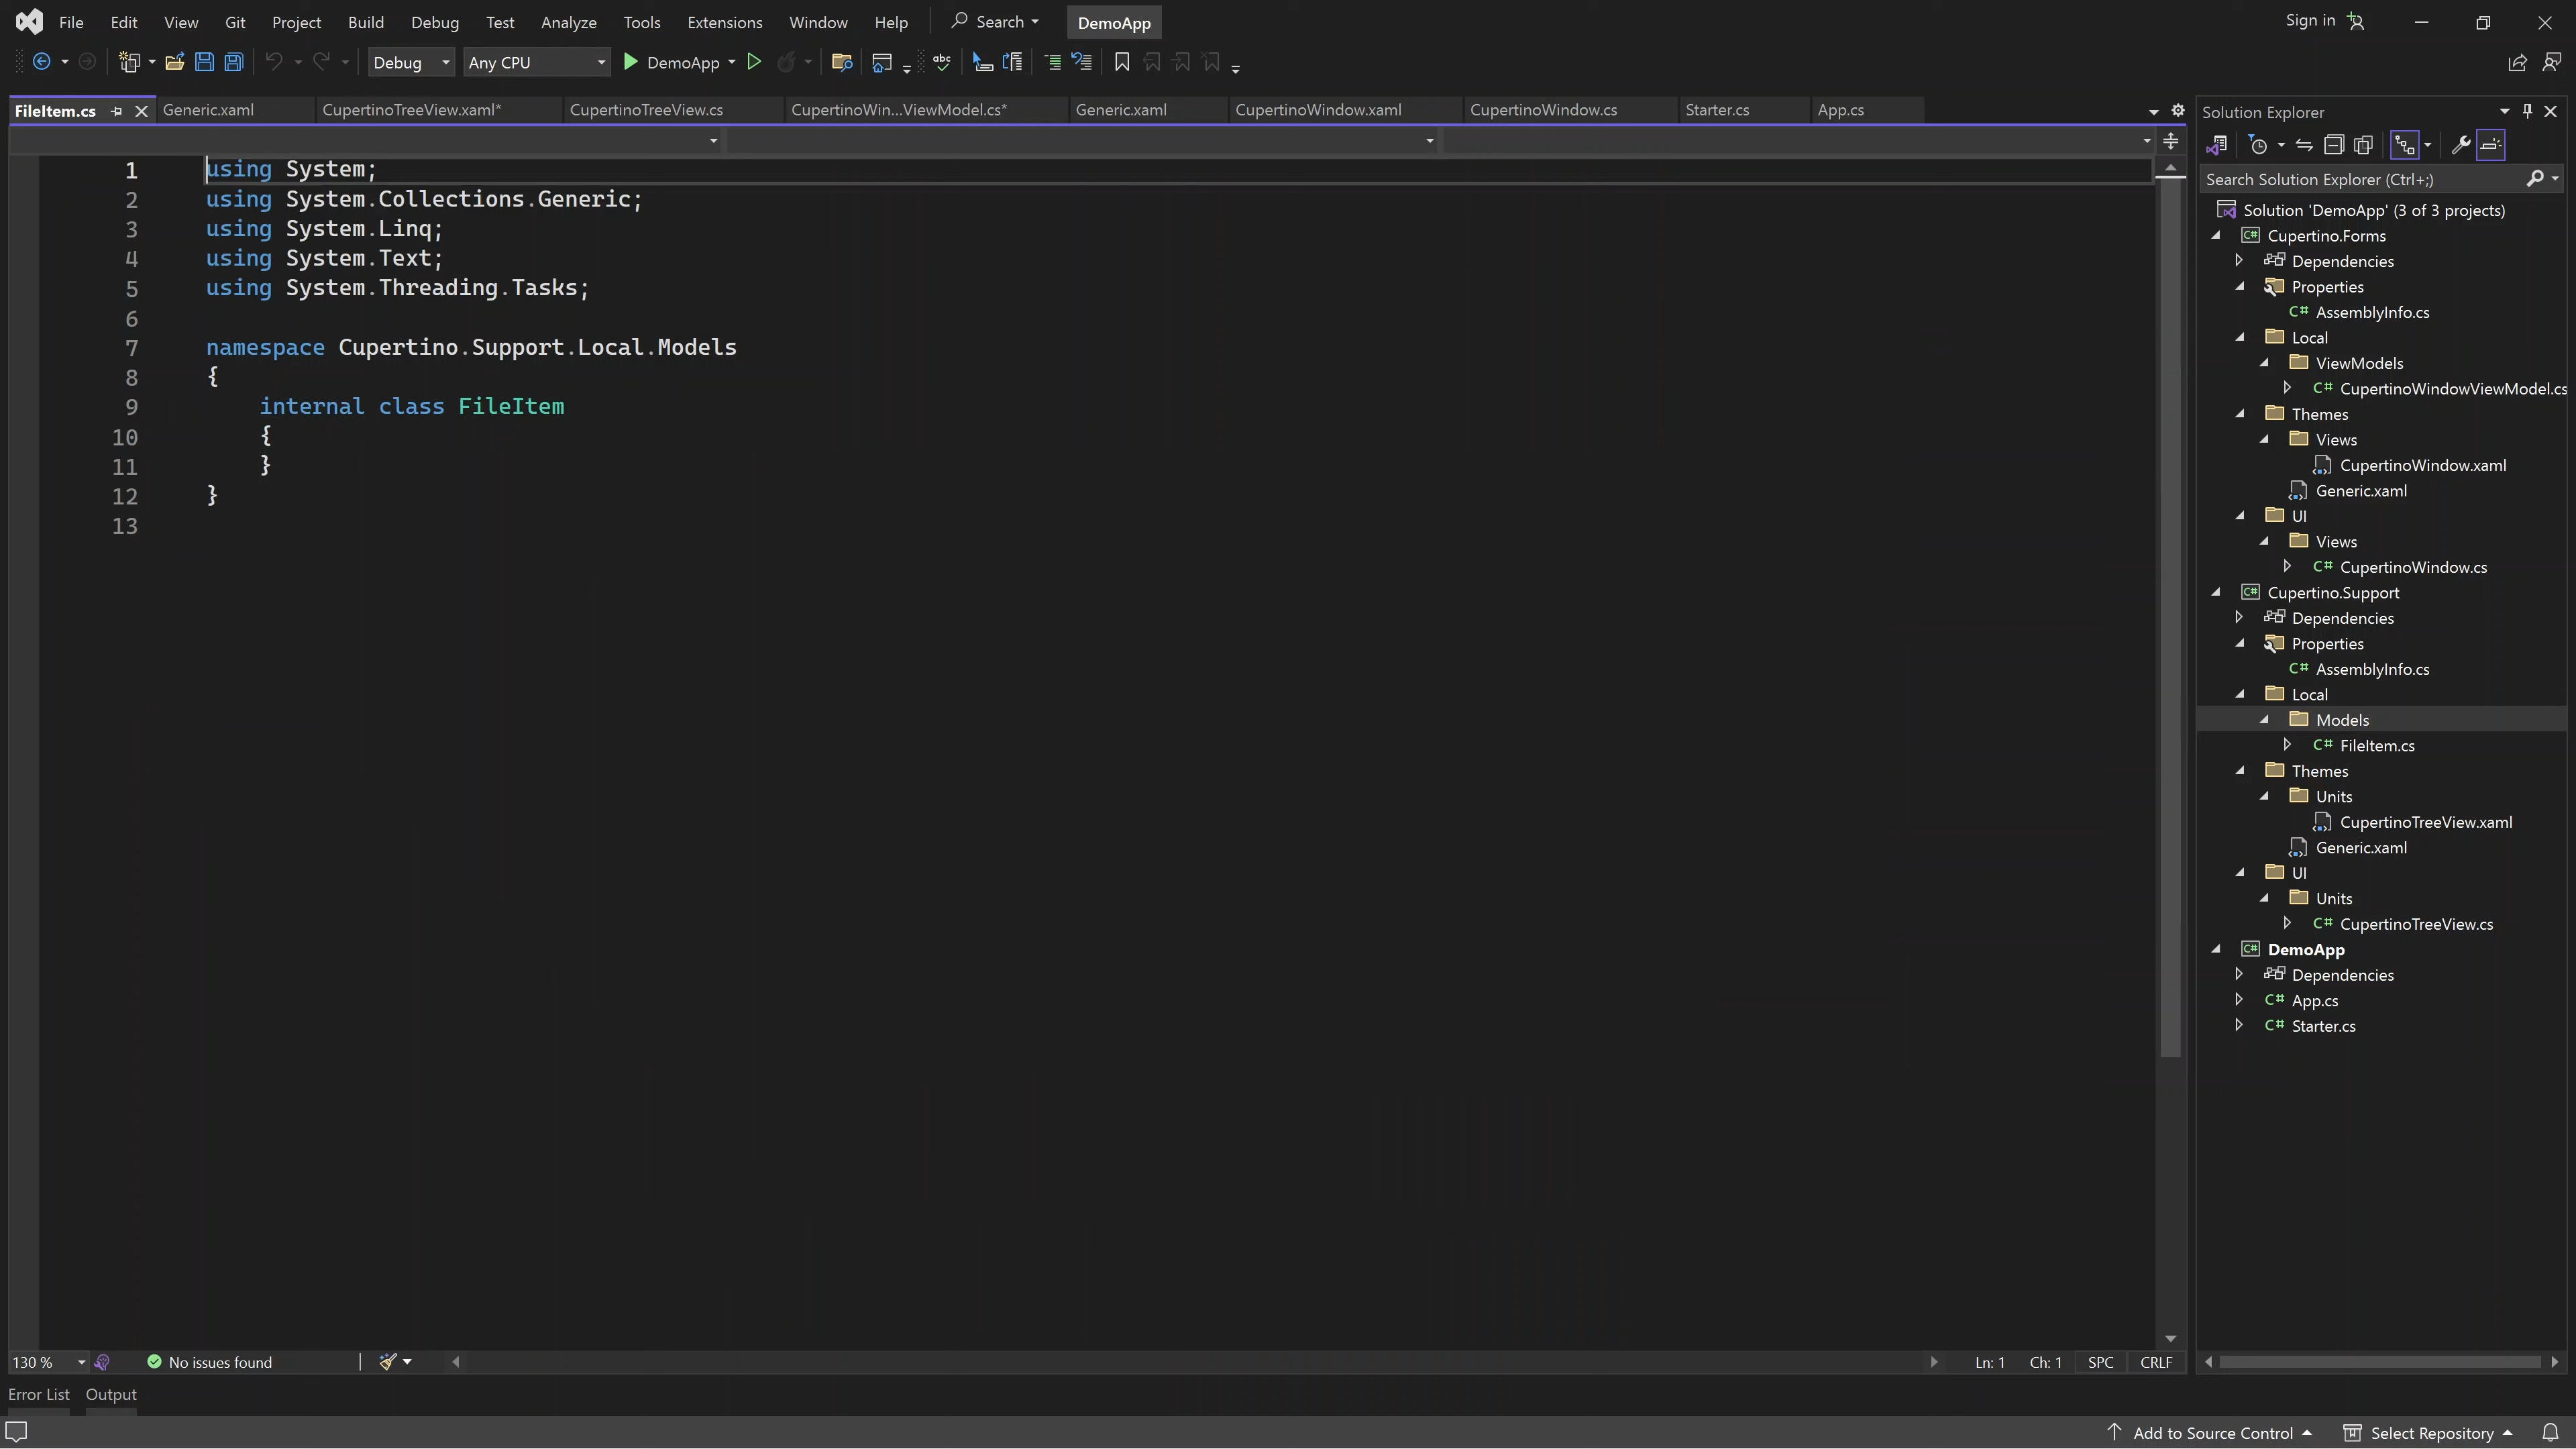 File Edit View Git Project Build Debug Test Analyze Tools Extensions Window Help Search DemoApp Sign in
Debug Any CPU DemoApp abc
FileItem.cs Generic.xaml CupertinoTreeView.xaml* CupertinoTreeView.cs CupertinoWin...ViewModel.cs* Generic.xaml CupertinoWindow.xaml CupertinoWindow.cs Starter.cs App.cs
1 using System;
2 using System.Collections.Generic;
3 using System.Linq;
4 using System.Text;
5 using System.Threading.Tasks;
6
7 namespace Cupertino.Support.Local.Models
8 {
9 internal class FileItem
10 {
11 }
12 }
13
Solution Explorer
Search Solution Explorer (Ctrl+;)
Solution 'DemoApp' (3 of 3 projects)
C# Cupertino.Forms
Dependencies
Properties
C# AssemblyInfo.cs
Local
ViewModels
C# CupertinoWindowViewModel.cs
Themes
Views
CupertinoWindow.xaml
Generic.xaml
UI
Views
C# CupertinoWindow.cs
C# Cupertino.Support
Dependencies
Properties
C# AssemblyInfo.cs
Local
Models
C# FileItem.cs
Themes
Units
CupertinoTreeView.xaml
Generic.xaml
UI
Units
C# CupertinoTreeView.cs
C# DemoApp
Dependencies
C# App.cs
C# Starter.cs
130 % No issues found Ln: 1 Ch: 1 SPC CRLF
Error List Output
Add to Source Control Select Repository